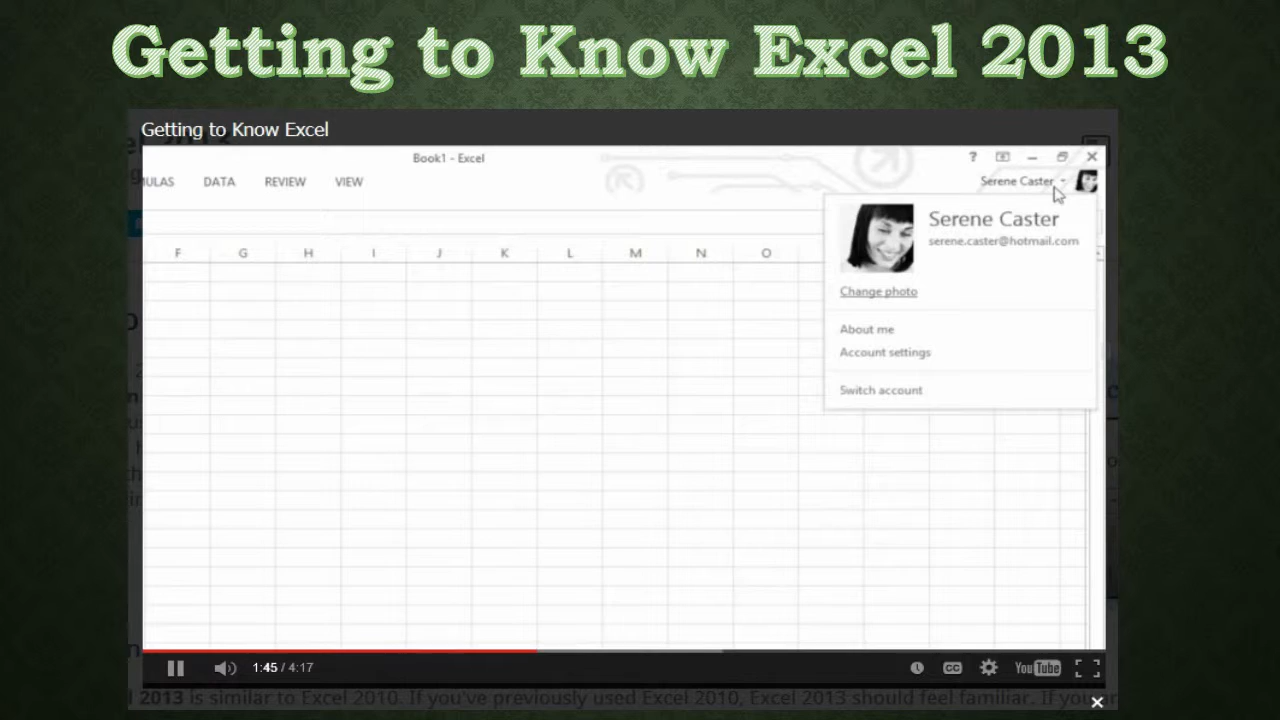 Getting to Know Excel 2013
Getting to Know Excel
Book1 - Excel
?
ULAS DATA REVIEW VIEW
Serene Caster
Serene Caster
serene.caster@hotmail.com
F G H I J K L M N O
Change photo
About me
Account settings
Switch account
1:45 / 4:17
CC
YouTube
2013 is similar to Excel 2010. If you've previously used Excel 2010, Excel 2013 should feel familiar. If you